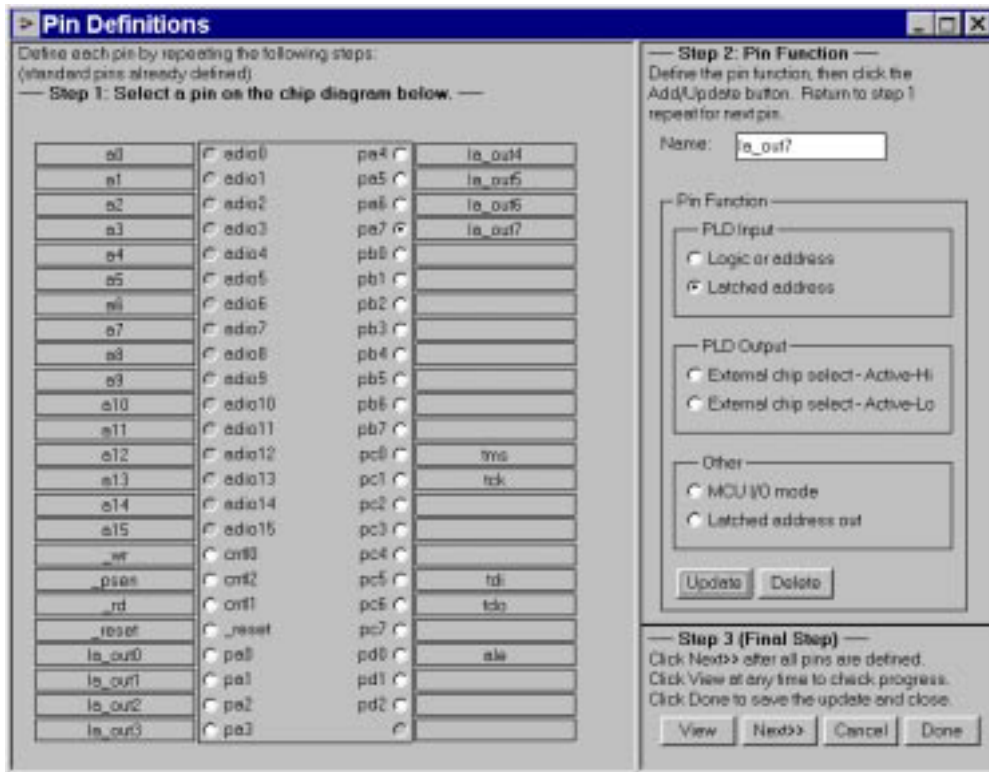 Pin Definitions
Define each pin by repeating the following steps:
(standard pins already defined)
Step 1: Select a pin on the chip diagram below.
a0 adio0 pa4 la_out4
a1 adio1 pa5 la_out5
a2 adio2 pa6 la_out6
a3 adio3 pa7 la_out7
a4 adio4 pb0
a5 adio5 pb1
a6 adio6 pb2
a7 adio7 pb3
a8 adio8 pb4
a9 adio9 pb5
a10 adio10 pb6
a11 adio11 pb7
a12 adio12 pc0 tms
a13 adio13 pc1 tck
a14 adio14 pc2
a15 adio15 pc3
_wr cntl0 pc4
_psen cntl2 pc5 tdi
_rd cntl1 pc6 tdo
_reset _reset pc7
la_out0 pa0 pd0 ale
la_out1 pa1 pd1
la_out2 pa2 pd2
la_out3 pa3
Step 2: Pin Function
Define the pin function, then click the
Add/Update button. Return to step 1
repeat for next pin.
Name: la_out7
Pin Function
PLD Input
Logic or address
Latched address
PLD Output
External chip select - Active-Hi
External chip select - Active-Lo
Other
MCU I/O mode
Latched address out
Update Delete
Step 3 (Final Step)
Click Next>> after all pins are defined.
Click View at any time to check progress.
Click Done to save the update and close.
View Next>> Cancel Done